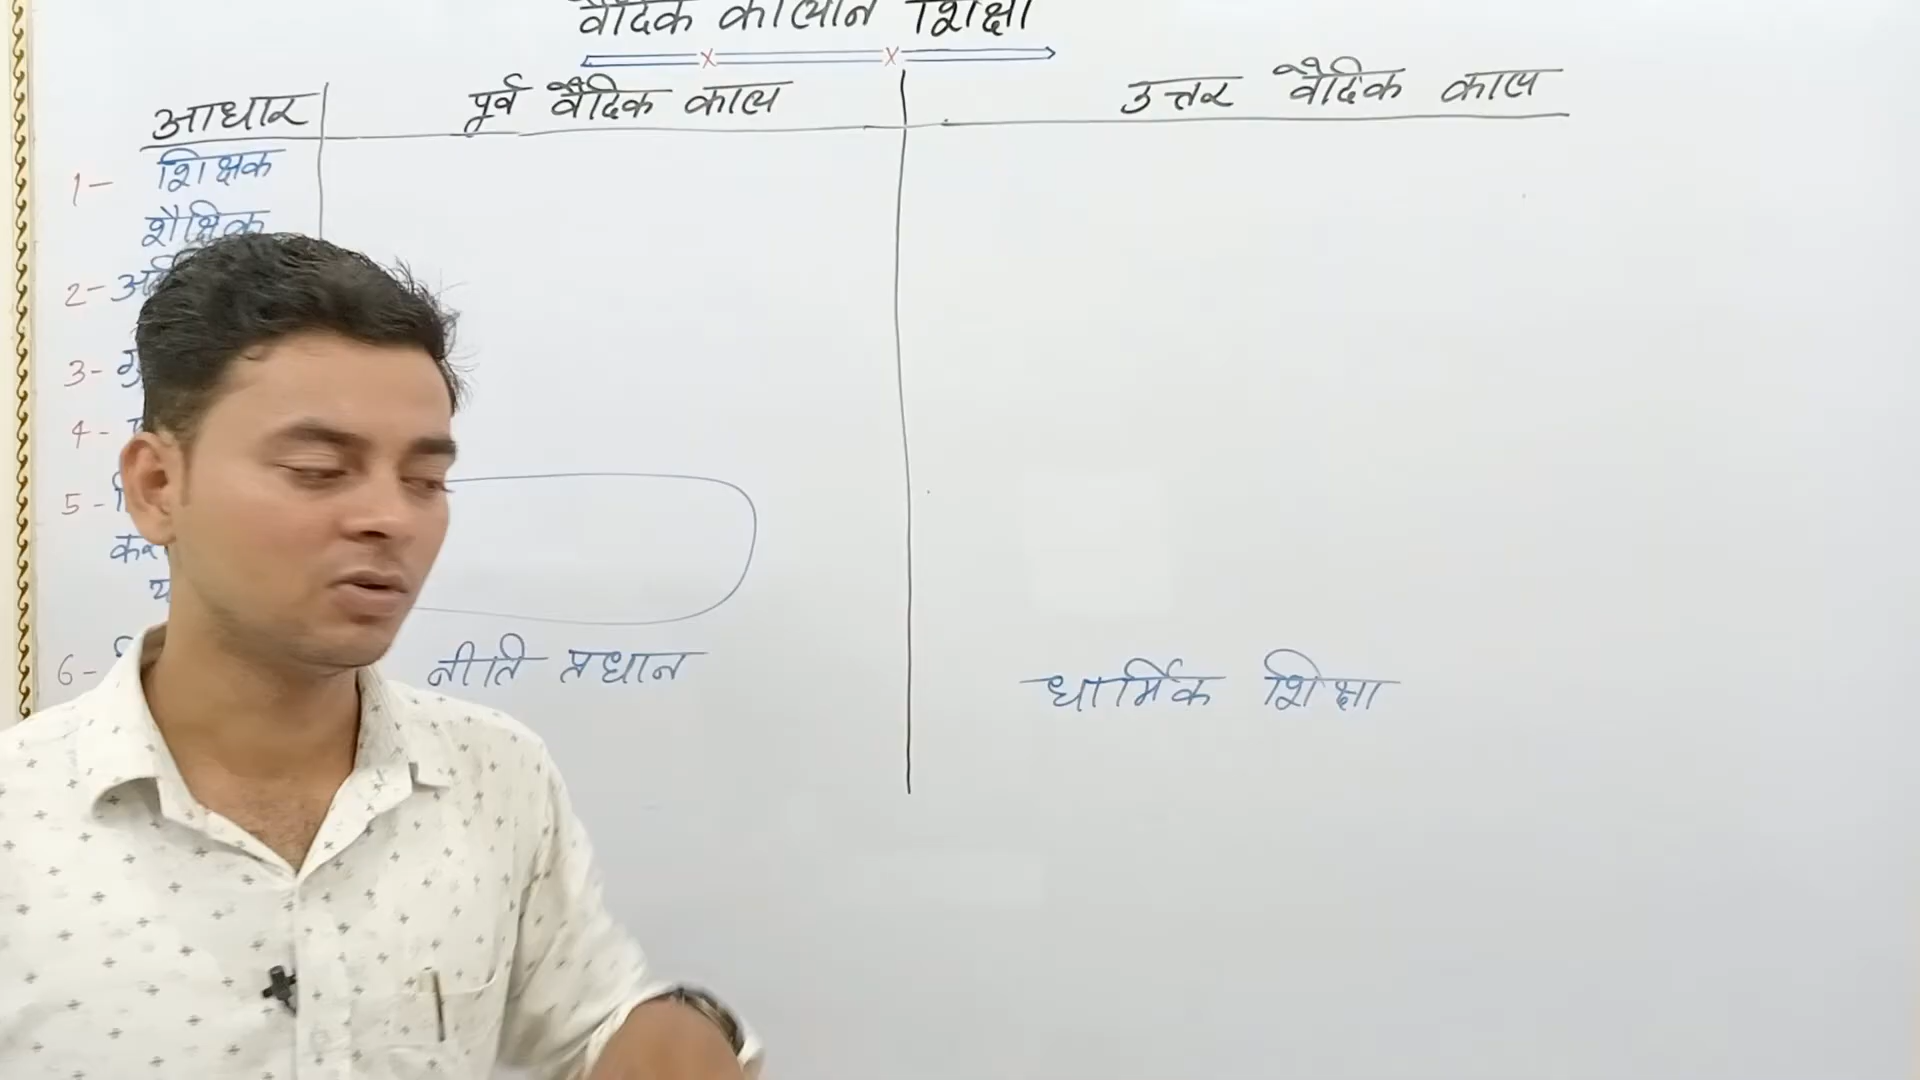 वैदिक कालीन शिक्षा
आधार पूर्व वैदिक काल उत्तर वैदिक काल
1- शिक्षक
शैक्षिक
2-
3-
4-
5-
6- नीति प्रधान धार्मिक शिक्षा